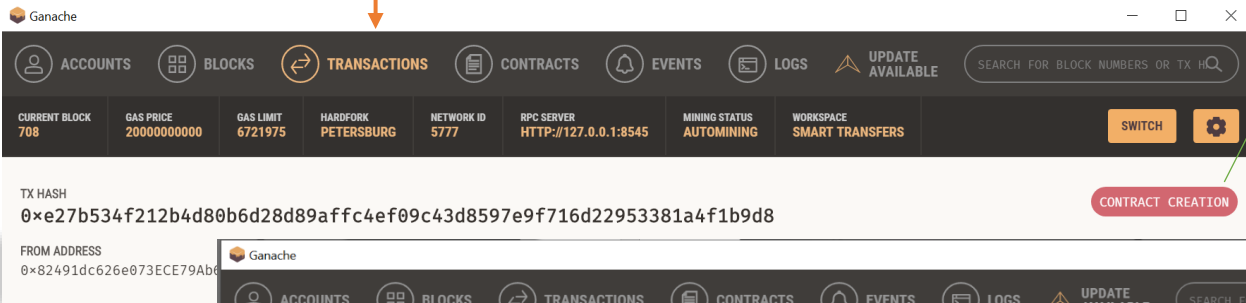 Ganache
ACCOUNTS BLOCKS TRANSACTIONS CONTRACTS EVENTS LOGS UPDATE AVAILABLE SEARCH FOR BLOCK NUMBERS OR TX H
CURRENT BLOCK GAS PRICE GAS LIMIT HARDFORK NETWORK ID RPC SERVER MINING STATUS WORKSPACE
708 20000000000 6721975 PETERSBURG 5777 HTTP://127.0.0.1:8545 AUTOMINING SMART TRANSFERS SWITCH
TX HASH
0×e27b534f212b4d80b6d28d89affc4ef09c43d8597e9f716d22953381a4f1b9d8 CONTRACT CREATION
FROM ADDRESS
0×82491dc626e073ECE79Ab6
Ganache
ACCOUNTS BLOCKS TRANSACTIONS CONTRACTS EVENTS LOGS UPDATE SEARCH